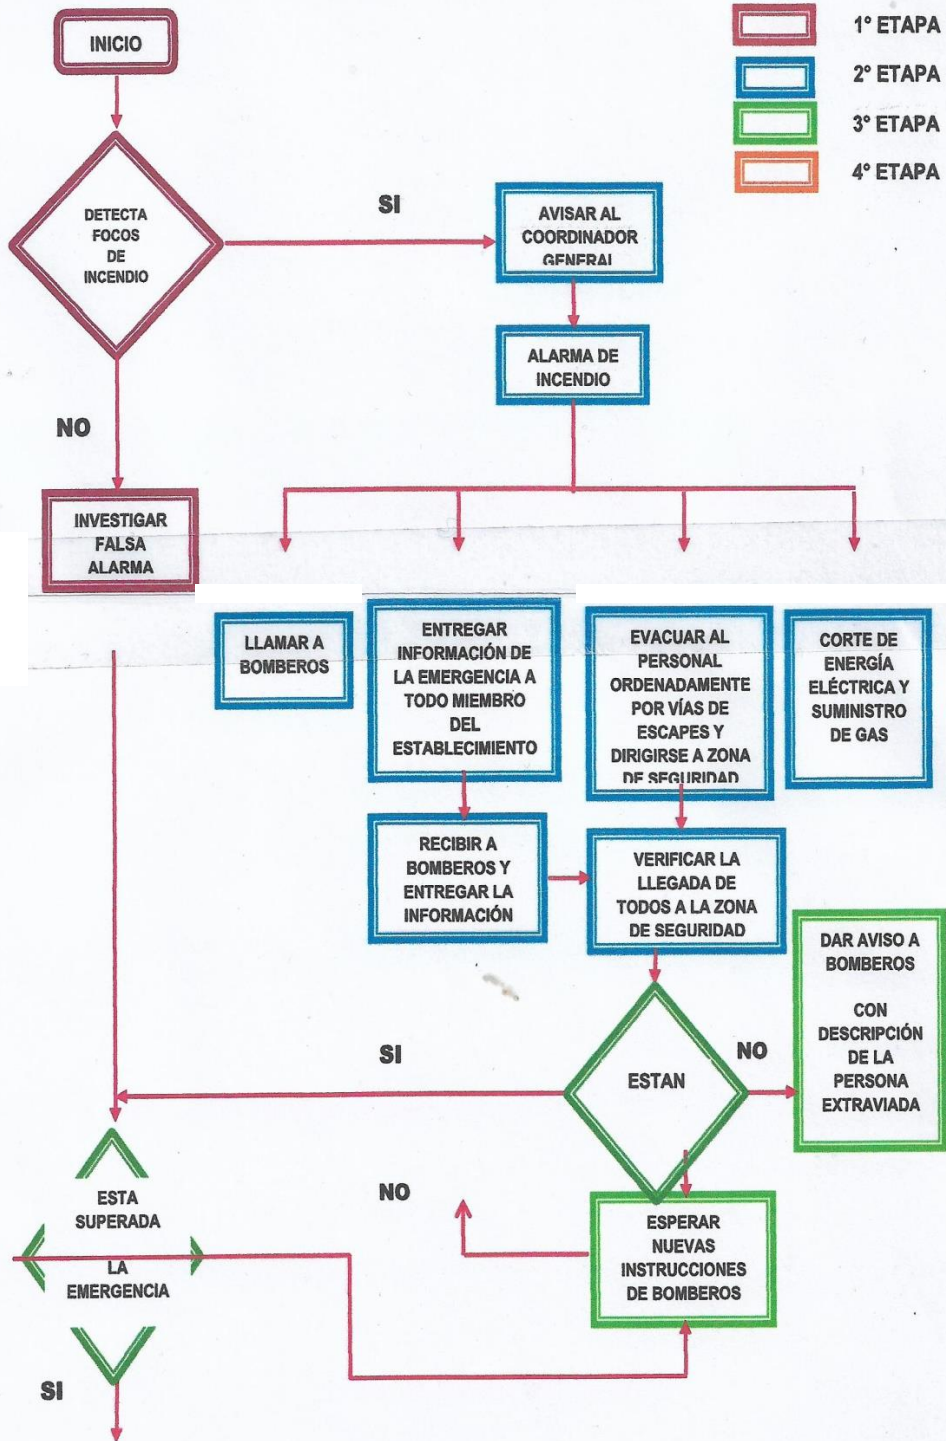 INICIO
1° ETAPA
2° ETAPA
3° ETAPA
4° ETAPA
DETECTA
FOCOS
DE
INCENDIO
SI
AVISAR AL
COORDINADOR
GENERAL
ALARMA DE
INCENDIO
NO
INVESTIGAR
FALSA
ALARMA
LLAMAR A
BOMBEROS
ENTREGAR
INFORMACIÓN DE
LA EMERGENCIA A
TODO MIEMBRO
DEL
ESTABLECIMIENTO
EVACUAR AL
PERSONAL
ORDENADAMENTE
POR VÍAS DE
ESCAPES Y
DIRIGIRSE A ZONA
DE SEGURIDAD
CORTE DE
ENERGÍA
ELÉCTRICA Y
SUMINISTRO
DE GAS
RECIBIR A
BOMBEROS Y
ENTREGAR LA
INFORMACIÓN
VERIFICAR LA
LLEGADA DE
TODOS A LA ZONA
DE SEGURIDAD
DAR AVISO A
BOMBEROS
CON
DESCRIPCIÓN
DE LA
PERSONA
EXTRAVIADA
SI
ESTAN
NO
ESTA
SUPERADA
LA
EMERGENCIA
NO
ESPERAR
NUEVAS
INSTRUCCIONES
DE BOMBEROS
SI